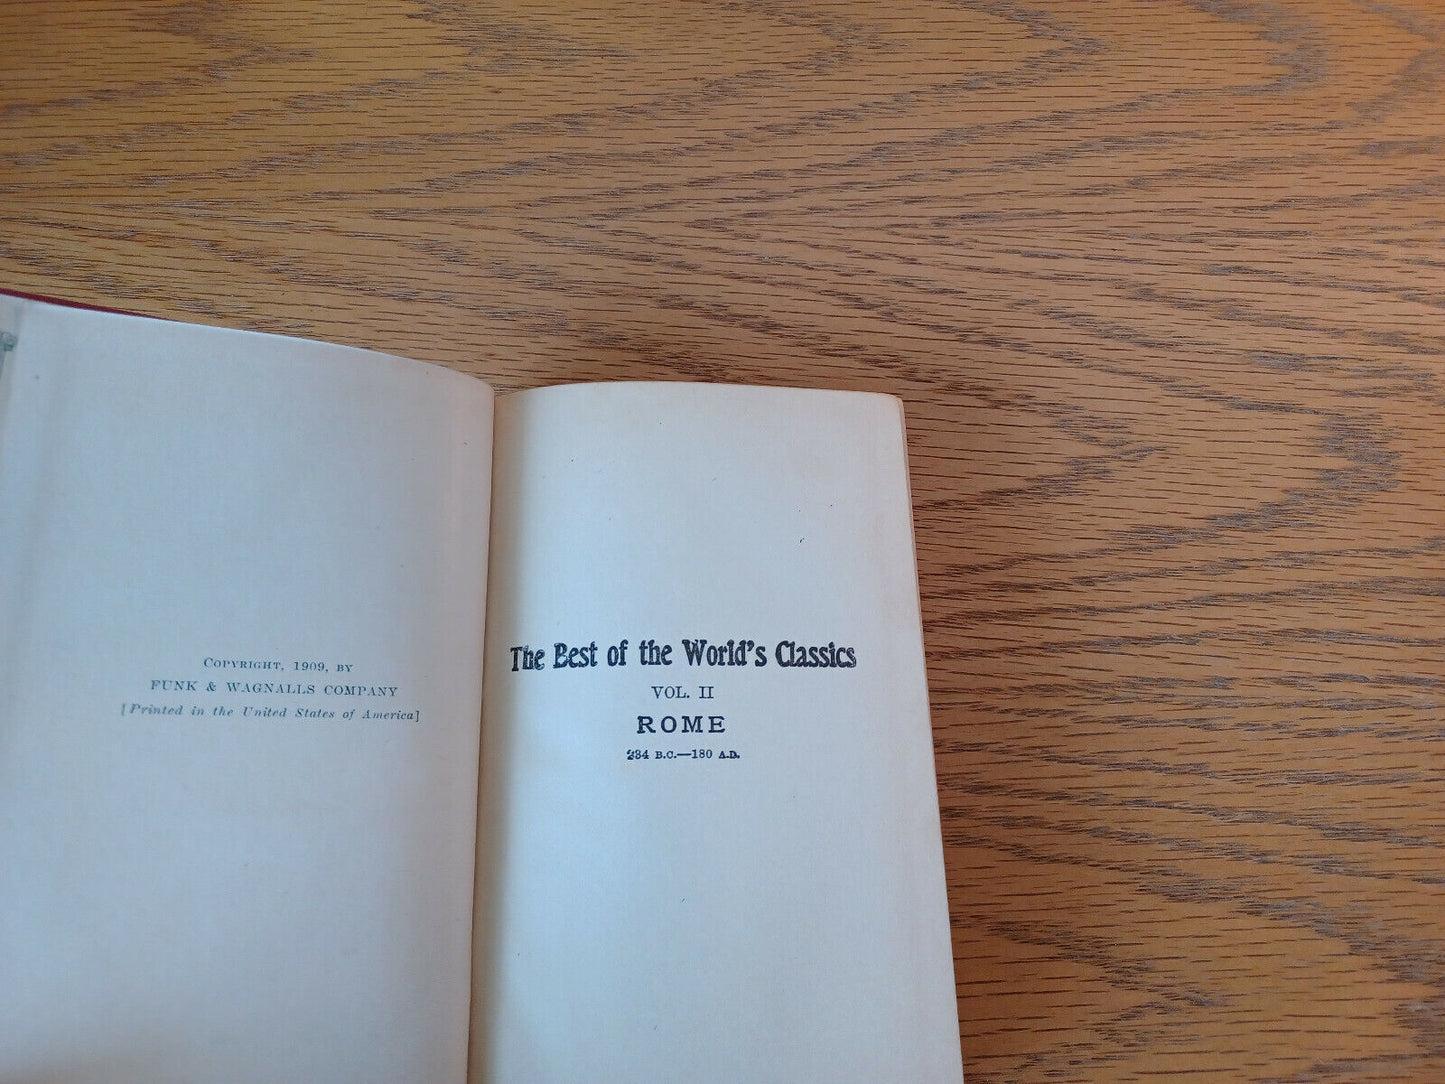 COPYRIGHT, 1909, BY
FUNK & WAGNALLS COMPANY
[Printed in the United States of America]
The Best of the World's Classics
VOL. II
ROME
234 B.C.—180 A.D.